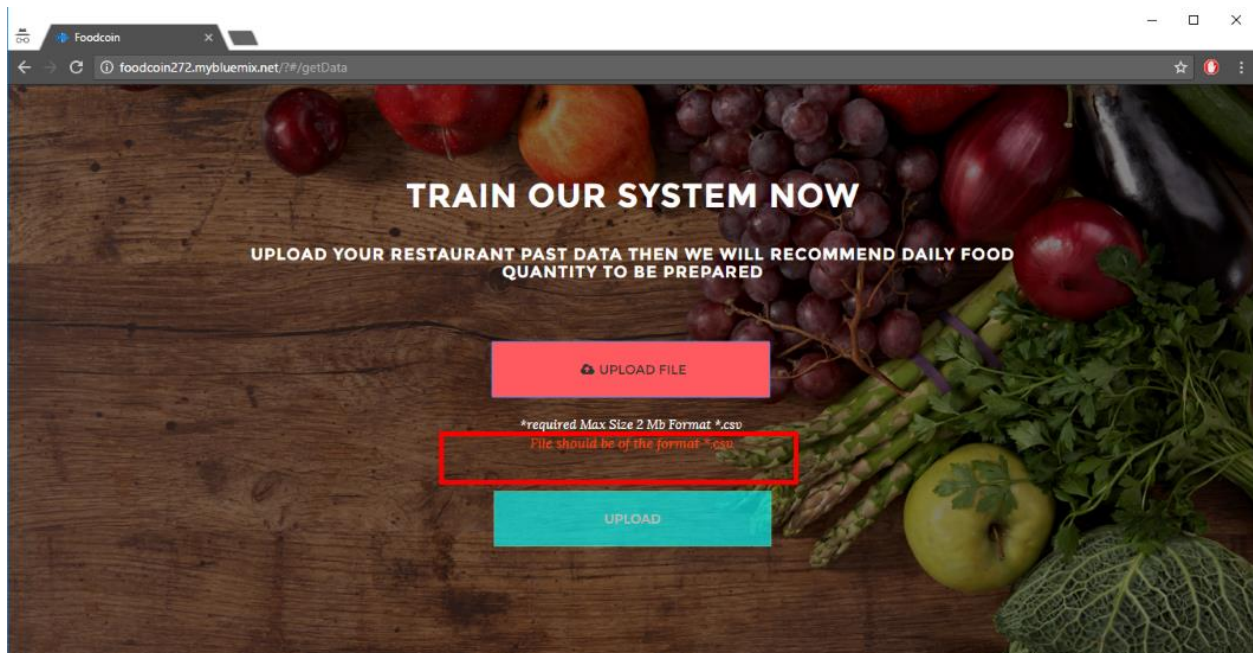 Foodcoin
foodcoin272.mybluemix.net/?#/getData
TRAIN OUR SYSTEM NOW
UPLOAD YOUR RESTAURANT PAST DATA THEN WE WILL RECOMMEND DAILY FOOD
QUANTITY TO BE PREPARED
UPLOAD FILE
*required Max Size 2 Mb Format *.csv
File should be of the format *.csv
UPLOAD